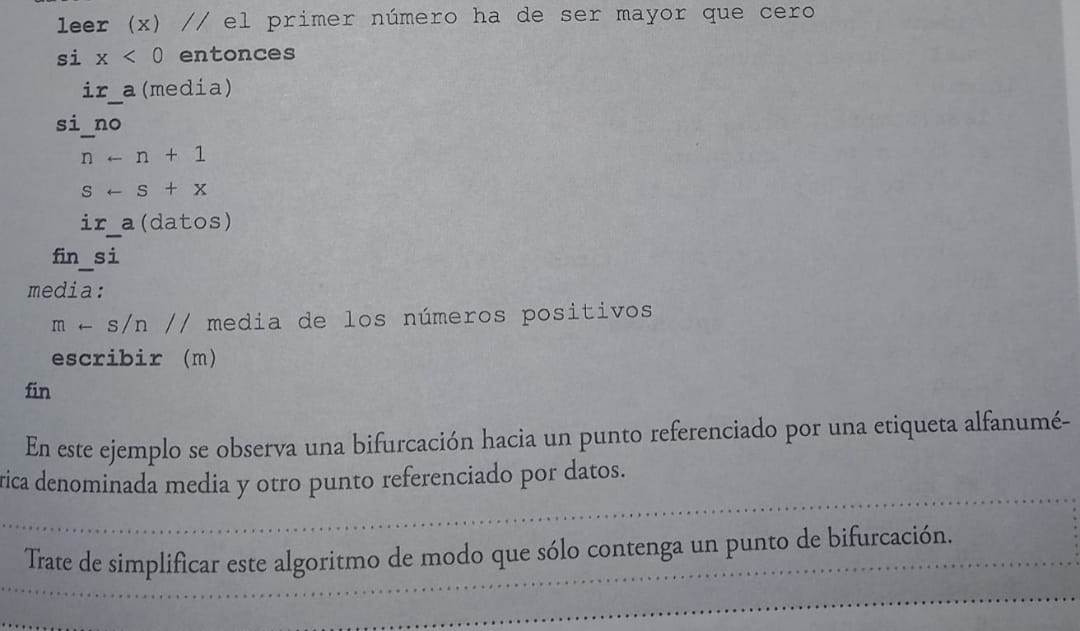 leer (x) // el primer número ha de ser mayor que cero
si x < 0 entonces
ir_a(media)
si_no
n ← n + 1
s ← s + x
ir_a(datos)
fin_si
media:
m ← s/n // media de los números positivos
escribir (m)
fin
En este ejemplo se observa una bifurcación hacia un punto referenciado por una etiqueta alfanumé-
rica denominada media y otro punto referenciado por datos.
Trate de simplificar este algoritmo de modo que sólo contenga un punto de bifurcación.